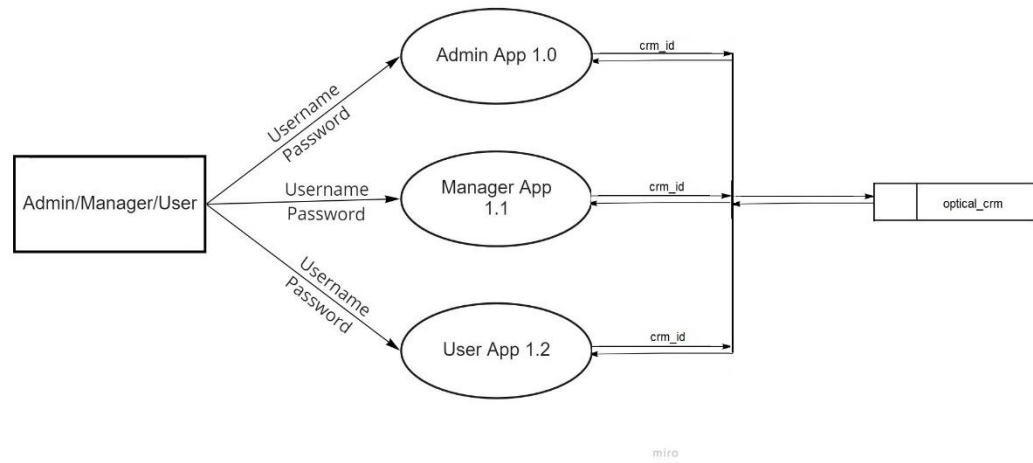 Admin App 1.0
crm_id
Username
Password
Admin/Manager/User
Username
Password
Manager App
1.1
crm_id
optical_crm
Username
Password
User App 1.2
crm_id
miro